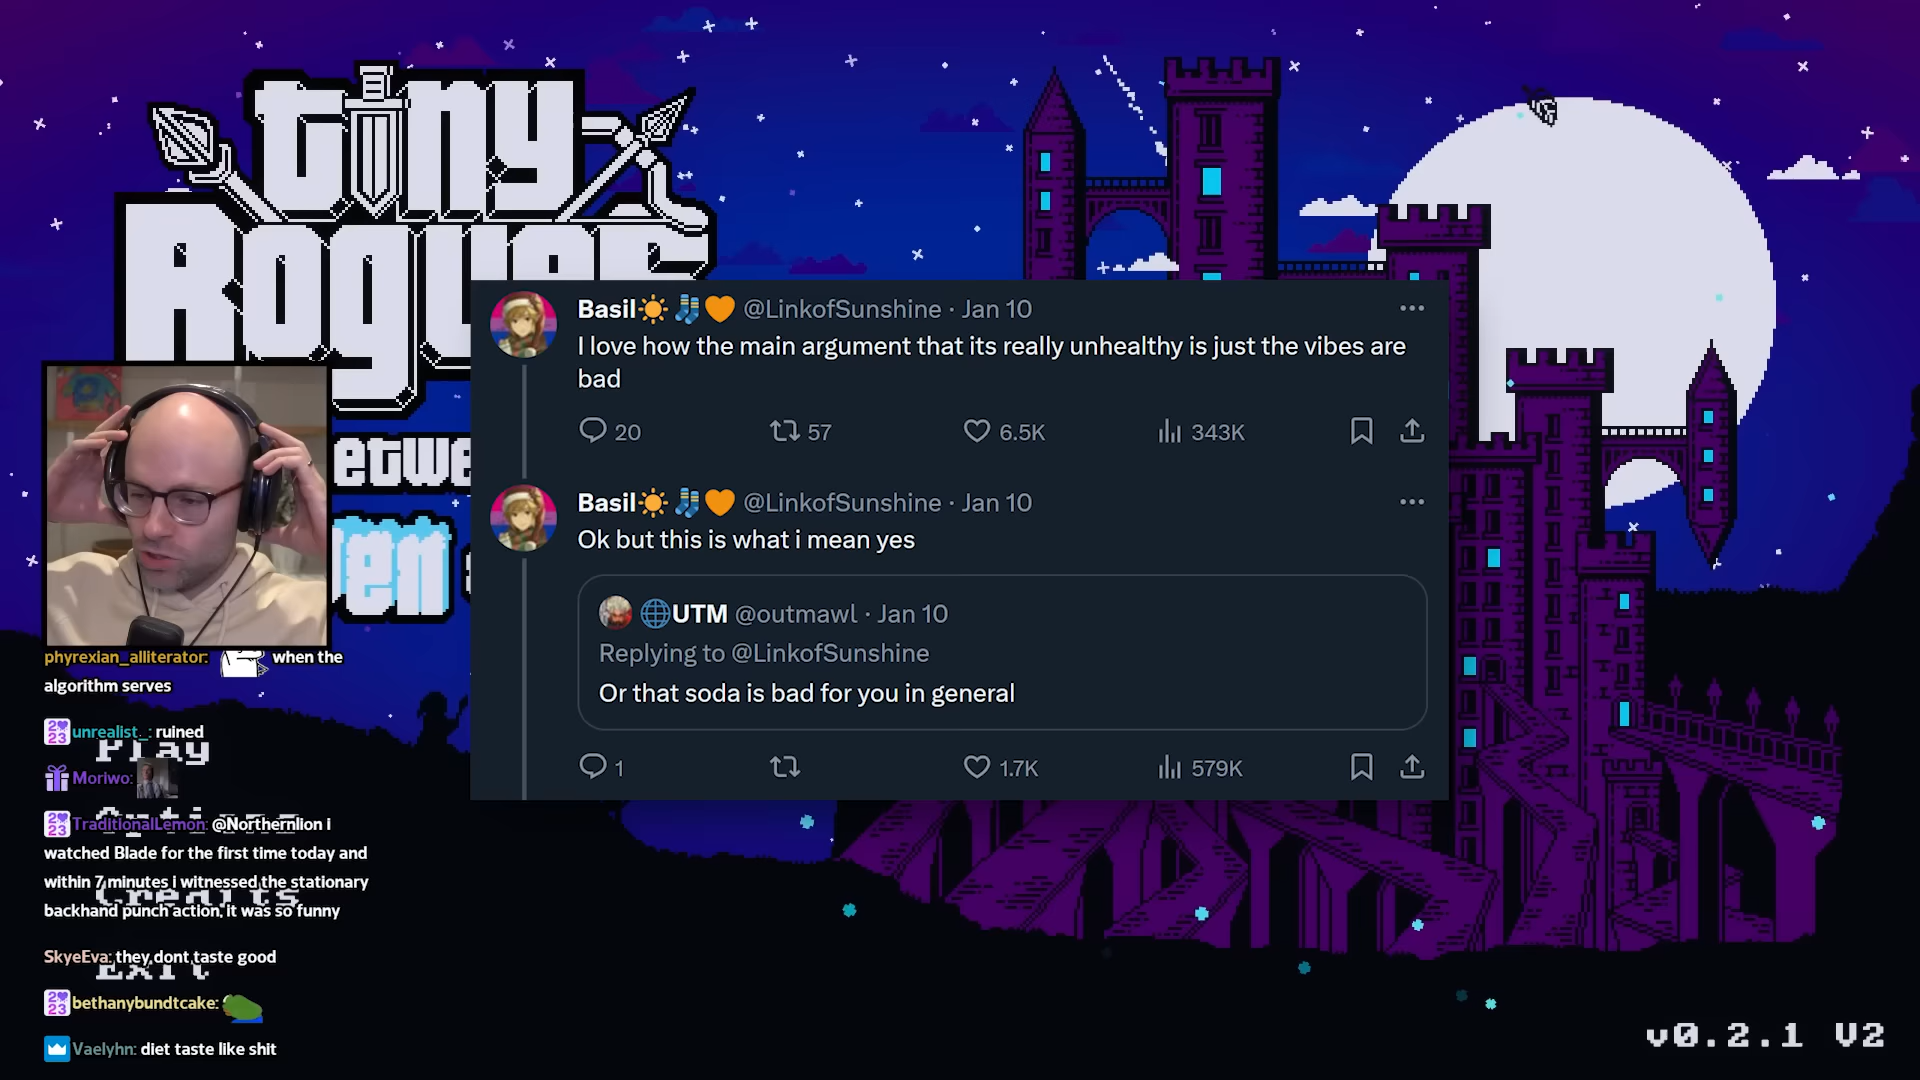 tiny
Rogues
Basil @LinkofSunshine · Jan 10
I love how the main argument that its really unhealthy is just the vibes are
bad
20
57
6.5K
343K
Basil @LinkofSunshine · Jan 10
Ok but this is what i mean yes
UTM @outmawl · Jan 10
Replying to @LinkofSunshine
Or that soda is bad for you in general
1
1.7K
579K
phyrexian_alliterator: when the
algorithm serves
unrealist_: ruined
Play
Moriwo:
Options
TraditionalLemon: @Northernlion i
watched Blade for the first time today and
within 7 minutes i witnessed the stationary
Credits
backhand punch action, it was so funny
SkyeEva: they dont taste good
Exit
bethanybundtcake:
Vaelyhn: diet taste like shit
v0.2.1 V2